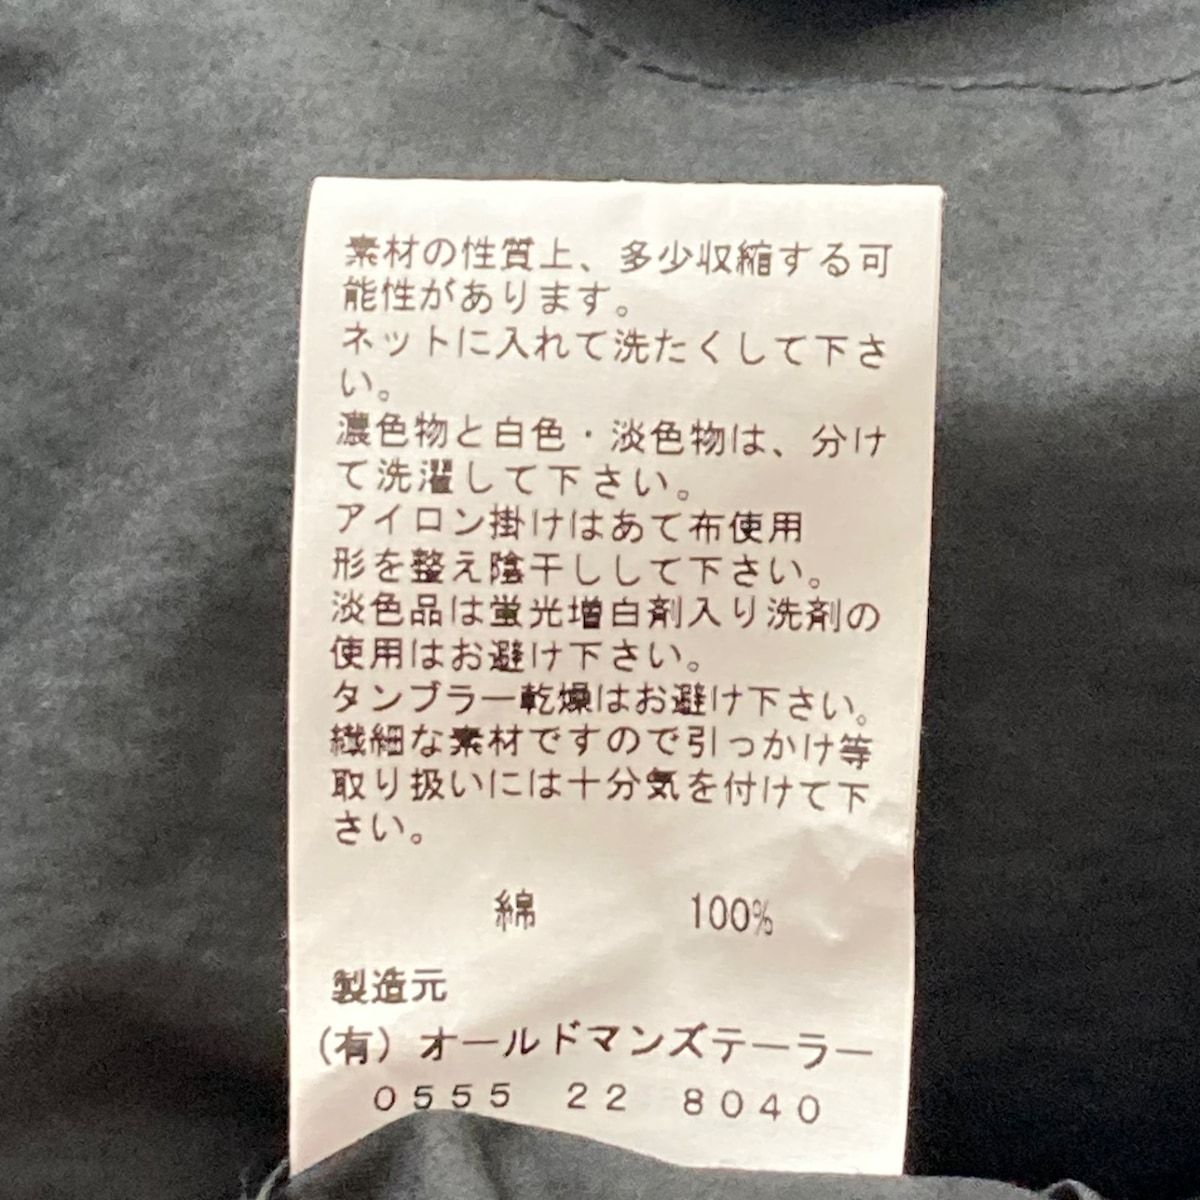 素材の性質上、多少収縮する可
能性があります。
ネットに入れて洗たくして下さ
い。
濃色物と白色・淡色物は、分け
て洗濯して下さい。
アイロン掛けはあて布使用
形を整え陰干しして下さい。
淡色品は蛍光増白剤入り洗剤の
使用はお避け下さい。
タンブラー乾燥はお避け下さい。
繊細な素材ですので引っかけ等
取り扱いには十分気を付けて下
さい。
綿 100%
製造元
(有) オールドマンズテーラー
0555 22 8040